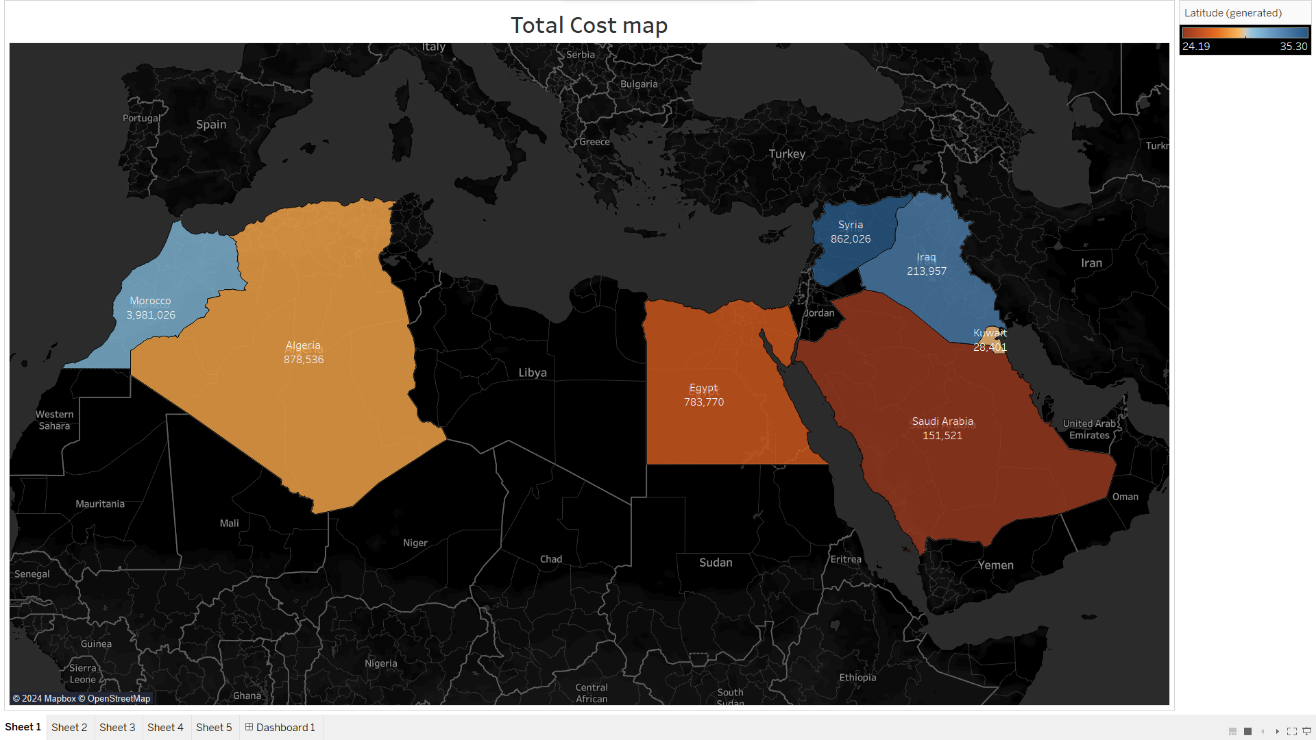 Total Cost map
Latitude (generated)
24.19 35.30
Italy
Serbia
Bulgaria
Portugal
Spain
Greece
Turkey
Syria
862,026
Iraq
213,957
Iran
Morocco
3,981,026
Jordan
Kuwait
28,401
Algeria
878,536
Libya
Egypt
783,770
Western
Sahara
Saudi Arabia
151,521
United Arab
Emirates
Oman
Mauritania
Mali
Niger
Chad
Sudan
Eritrea
Yemen
Senegal
Guinea
Sierra
Leone
Nigeria
Ghana
Central
African
South
Sudan
Ethiopia
© 2024 Mapbox © OpenStreetMap
Sheet 1 Sheet 2 Sheet 3 Sheet 4 Sheet 5 Dashboard 1